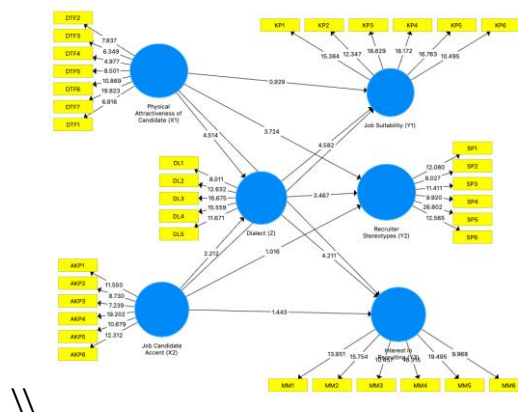 DTF2
DTF3
DTF4
DTF5
DTF6
DTF7
DTF1
7.837
6.349
4.977
8.501
10.869
19.823
6.816
Physical
Attractiveness of
Candidate (X1)
KP1
KP2
KP3
KP4
KP5
KP6
15.384
12.347
18.629
16.763
10.495
Job Suitability (Y1)
0.929
3.724
4.514
4.582
DL1
DL2
DL3
DL4
DL5
8.011
12.632
16.675
15.559
11.671
Dialect (Z)
3.467
SP1
SP2
SP3
SP4
SP5
SP6
12.080
8.027
11.411
9.920
26.802
12.565
Recruiter
Stereotypes (Y2)
2.212
1.016
4.211
AKP1
AKP2
AKP3
AKP4
AKP5
AKP6
11.550
8.730
7.239
19.202
10.679
12.312
Job Candidate
Accent (X2)
1.443
Interest in
13.851
15.754
19.495
9.968
MM1
MM2
MM3
MM4
MM5
MM6
\\